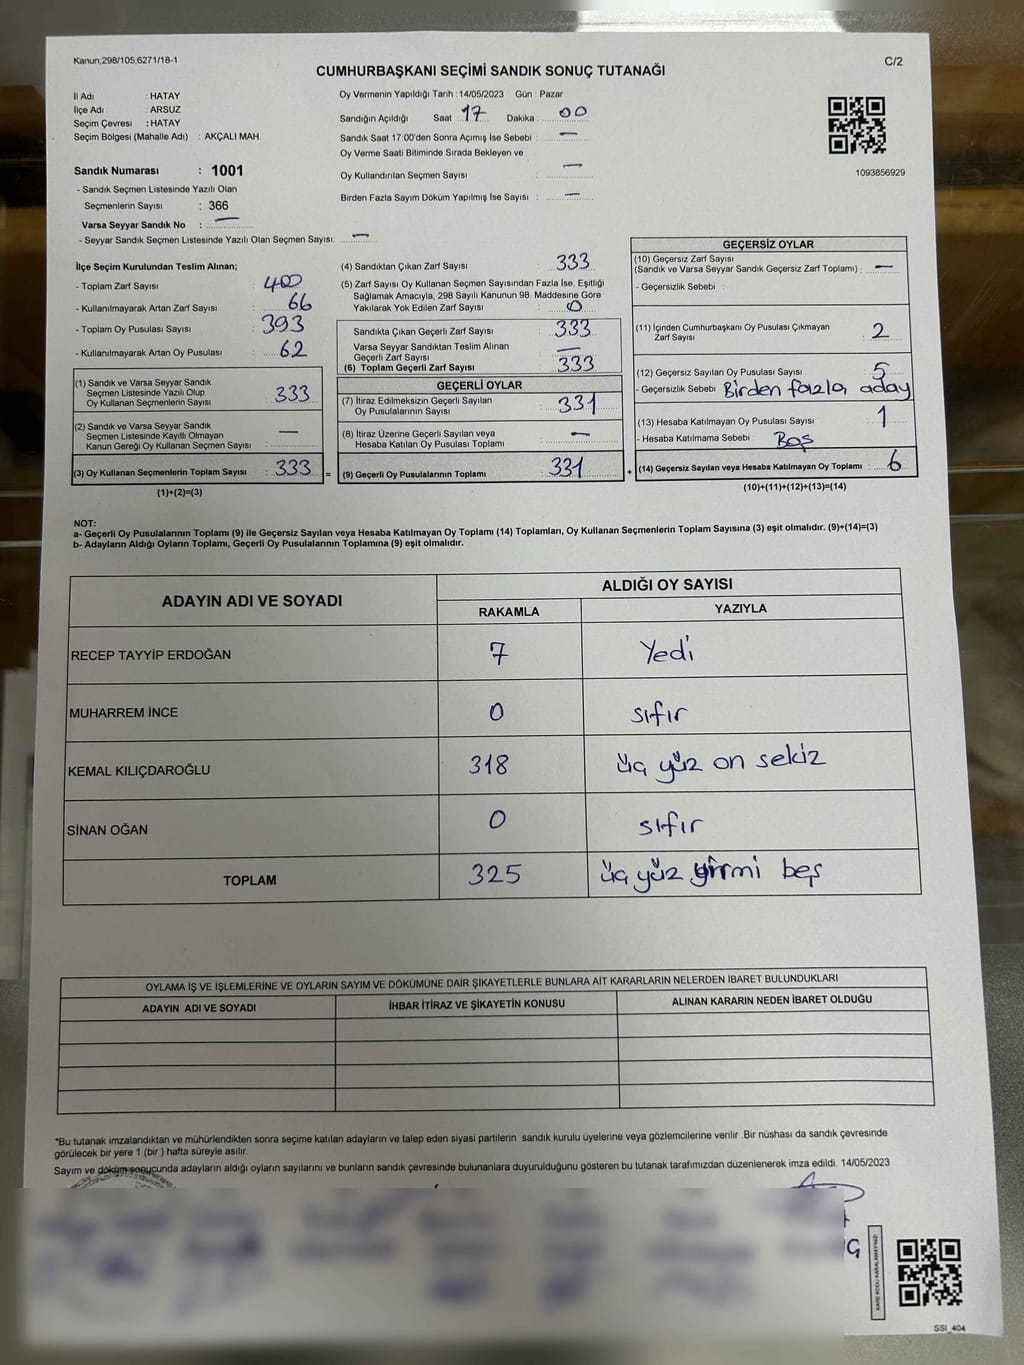 Kanun;298/105;6271/18-1
C/2
CUMHURBAŞKANI SEÇİMİ SANDIK SONUÇ TUTANAĞI
İl Adı : HATAY
İlçe Adı : ARSUZ
Seçim Çevresi : HATAY
Seçim Bölgesi (Mahalle Adı) : AKÇALI MAH.
Sandık Numarası : 1001
- Sandık Seçmen Listesinde Yazılı Olan
Seçmenlerin Sayısı : 366
Varsa Seyyar Sandık No : —
- Seyyar Sandık Seçmen Listesinde Yazılı Olan Seçmen Sayısı: —
Oy Vermenin Yapıldığı Tarih : 14/05/2023 Gün : Pazar
Sandığın Açıldığı Saat : 17 Dakika : 00
Sandık Saat 17:00'den Sonra Açımış İse Sebebi : —
Oy Verme Saati Bitiminde Sırada Bekleyen ve
Oy Kullandırılan Seçmen Sayısı : —
Birden Fazla Sayım Döküm Yapılmış İse Sayısı : —
1093856929
İlçe Seçim Kurulundan Teslim Alınan;
- Toplam Zarf Sayısı : 400
- Kullanılmayarak Artan Zarf Sayısı : 66
- Toplam Oy Pusulası Sayısı : 393
- Kullanılmayarak Artan Oy Pusulası : 62
(1) Sandık ve Varsa Seyyar Sandık
Seçmen Listesinde Yazılı Olup
Oy Kullanan Seçmenlerin Sayısı : 333
(2) Sandık ve Varsa Seyyar Sandık
Seçmen Listesinde Kayıtlı Olmayan
Kanun Gereği Oy Kullanan Seçmen Sayısı : —
(3) Oy Kullanan Seçmenlerin Toplam Sayısı : 333 =
(1)+(2)=(3)
(4) Sandıktan Çıkan Zarf Sayısı : 333
(5) Zarf Sayısı Oy Kullanan Seçmen Sayısından Fazla İse, Eşitliği
Sağlamak Amacıyla, 298 Sayılı Kanunun 98. Maddesine Göre
Yakılarak Yok Edilen Zarf Sayısı : 0
Sandıkta Çıkan Geçerli Zarf Sayısı : 333
Varsa Seyyar Sandıktan Teslim Alınan
Geçerli Zarf Sayısı : —
(6) Toplam Geçerli Zarf Sayısı : 333
GEÇERLİ OYLAR
(7) İtiraz Edilmeksizin Geçerli Sayılan
Oy Pusulalarının Sayısı : 331
(8) İtiraz Üzerine Geçerli Sayılan veya
Hesaba Katılan Oy Pusulası Toplamı : —
(9) Geçerli Oy Pusulalarının Toplamı : 331 +
GEÇERSİZ OYLAR
(10) Geçersiz Zarf Sayısı
(Sandık ve Varsa Seyyar Sandık Geçersiz Zarf Toplamı) : —
- Geçersizlik Sebebi :
(11) İçinden Cumhurbaşkanı Oy Pusulası Çıkmayan
Zarf Sayısı : 2
(12) Geçersiz Sayılan Oy Pusulası Sayısı : 5
- Geçersizlik Sebebi : Birden fazla aday
(13) Hesaba Katılmayan Oy Pusulası Sayısı : 1
- Hesaba Katılmama Sebebi : Boş
(14) Geçersiz Sayılan veya Hesaba Katılmayan Oy Toplamı : 6
(10)+(11)+(12)+(13)=(14)
NOT:
a- Geçerli Oy Pusulalarının Toplamı (9) ile Geçersiz Sayılan veya Hesaba Katılmayan Oy Toplamı (14) Toplamları, Oy Kullanan Seçmenlerin Toplam Sayısına (3) eşit olmalıdır. (9)+(14)=(3)
b- Adayların Aldığı Oyların Toplamı, Geçerli Oy Pusulalarının Toplamına (9) eşit olmalıdır.
ADAYIN ADI VE SOYADI
ALDIĞI OY SAYISI
RAKAMLA YAZIYLA
RECEP TAYYİP ERDOĞAN 7 Yedi
MUHARREM İNCE 0 sıfır
KEMAL KILIÇDAROĞLU 318 üç yüz on sekiz
SİNAN OĞAN 0 sıfır
TOPLAM 325 üç yüz yirmi beş
OYLAMA İŞ VE İŞLEMLERİNE VE OYLARIN SAYIM VE DÖKÜMÜNE DAİR ŞİKAYETLERLE BUNLARA AİT KARARLARIN NELERDEN İBARET BULUNDUKLARI
ADAYIN ADI VE SOYADI İHBAR İTİRAZ VE ŞİKAYETİN KONUSU ALINAN KARARIN NEDEN İBARET OLDUĞU
*Bu tutanak imzalandıktan ve mühürlendikten sonra seçime katılan adayların ve talep eden siyasi partilerin sandık kurulu üyelerine veya gözlemcilerine verilir .Bir nüshası da sandık çevresinde
görülecek bir yere 1 (bir ) hafta süreyle asılır.
Sayım ve döküm sonucunda adayların aldığı oyların sayılarını ve bunların sandık çevresinde bulunanlara duyurulduğunu gösteren bu tutanak tarafımızdan düzenlenerek imza edildi. 14/05/2023
KARE KODU KARALAMAYINIZ!
SSI_404